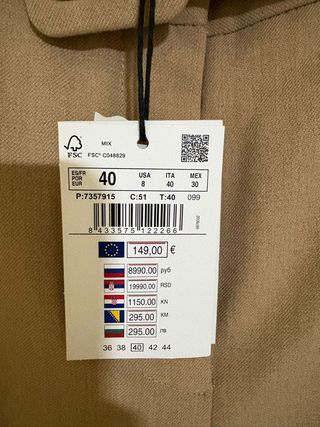 FSC
MIX
FSC® C048829
ES/FR
POR
EUR
40
USA
8
ITA
40
MEX
30
P:7357915 C:51 T:40 099
8 433575 122266
149,00 €
8990.00 руб
19990.00 RSD
1150.00 KN
295.00 KM
295.00 лв
36 38 40 42 44